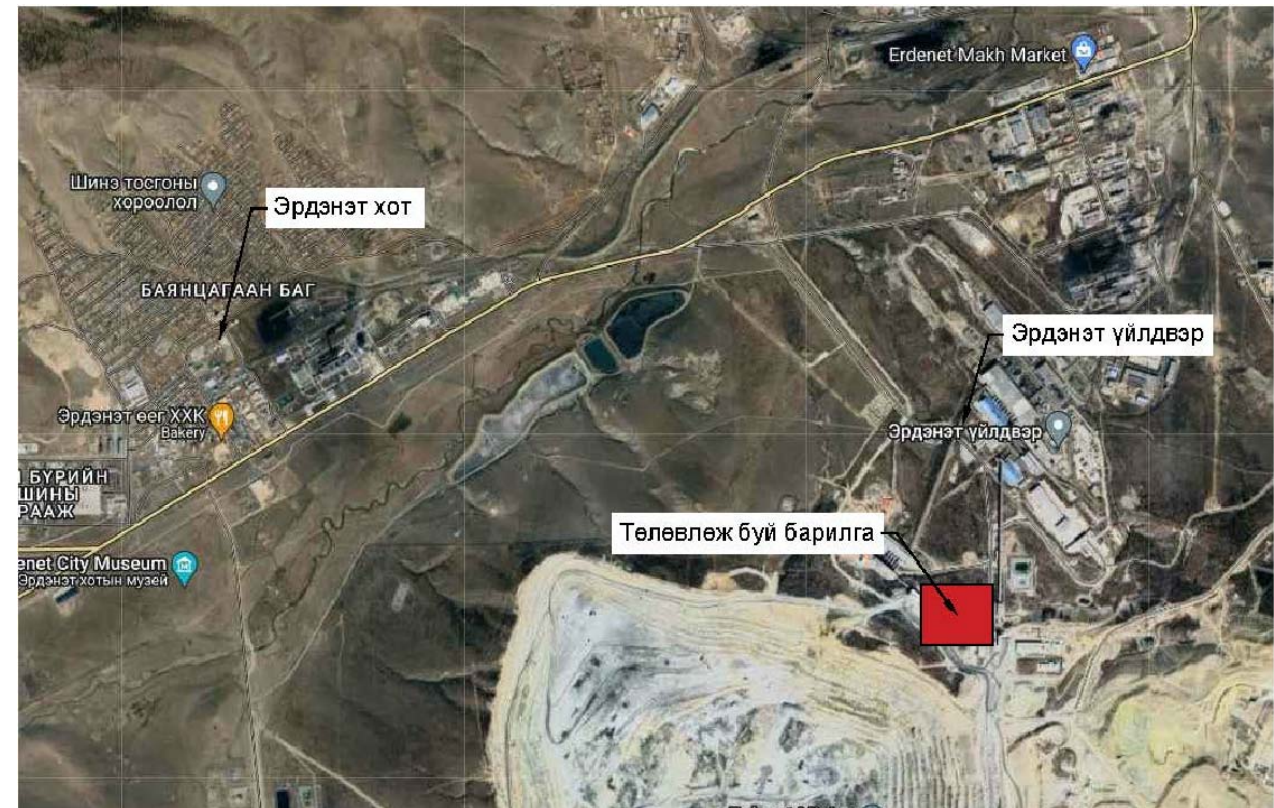 Erdenet Makh Market
Шинэ тосгоны
хороолол
Эрдэнэт хот
БАЯНЦАГААН БАГ
Эрдэнэт үйлдвэр
Эрдэнэт өег ХХК
Bakery
Эрдэнэт үйлдвэр
БҮРИЙН
ШИНЫ
РААЖ
Төлөвлөж буй барилга
enet City Museum
Эрдэнэт хотын музей